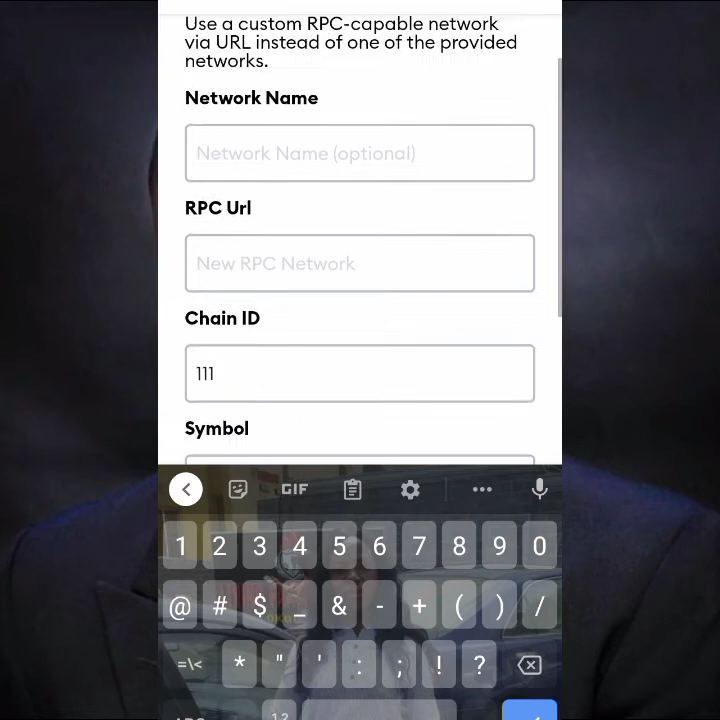 Use a custom RPC-capable network
via URL instead of one of the provided
networks.
Network Name
Network Name (optional)
RPC Url
New RPC Network
Chain ID
111
Symbol
GIF
1 2 3 4 5 6 7 8 9 0
@ # $ _ & - + ( ) /
=\< * " ' : ; ! ?